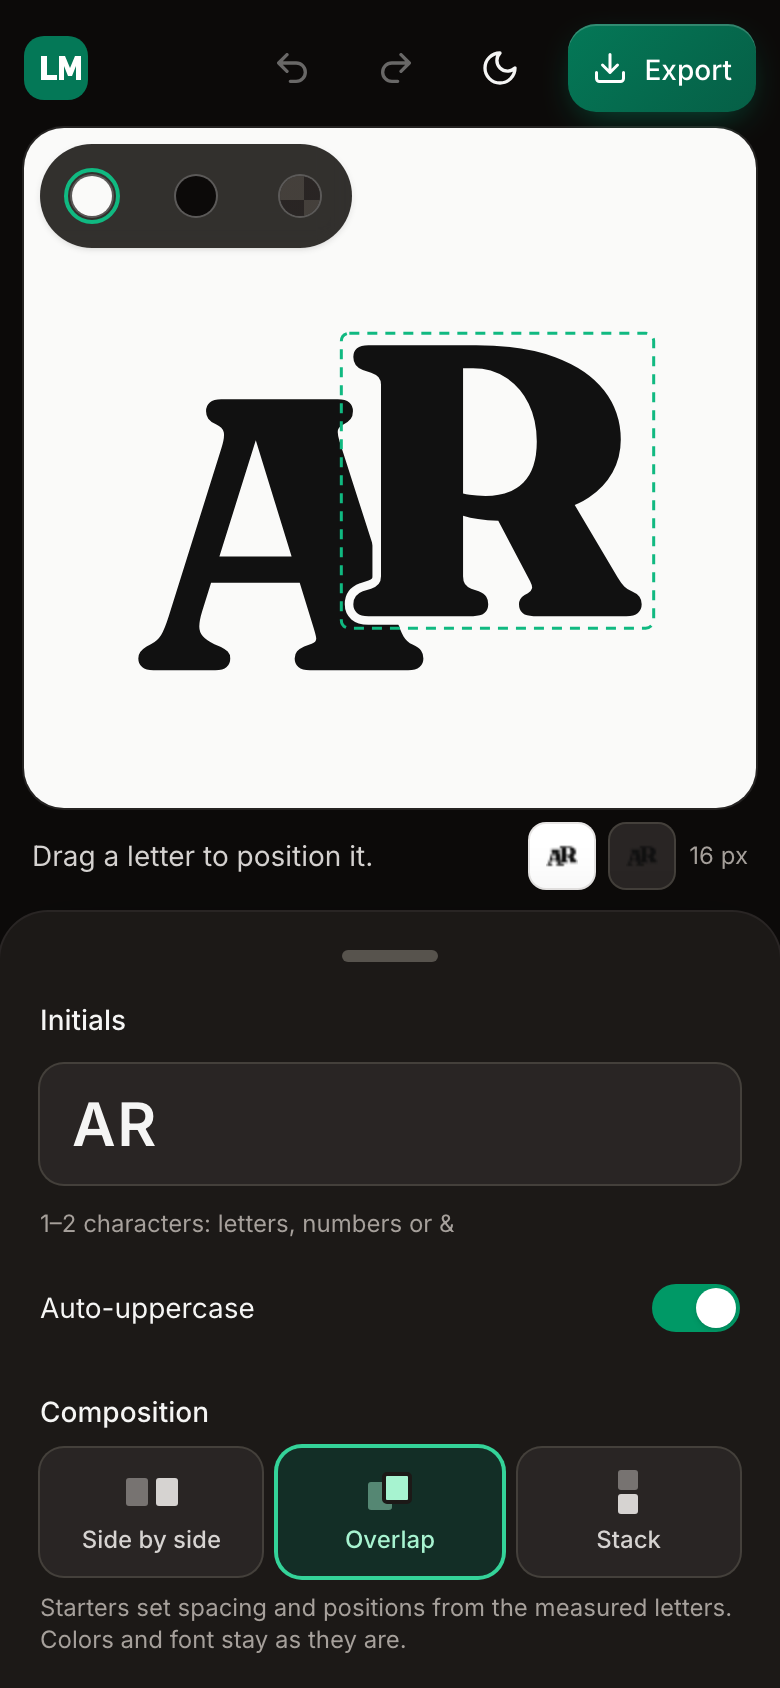 LM
Export
AR
Drag a letter to position it.
AR
AR
16 px
Initials
AR
1–2 characters: letters, numbers or &
Auto-uppercase
Composition
Side by side
Overlap
Stack
Starters set spacing and positions from the measured letters.
Colors and font stay as they are.